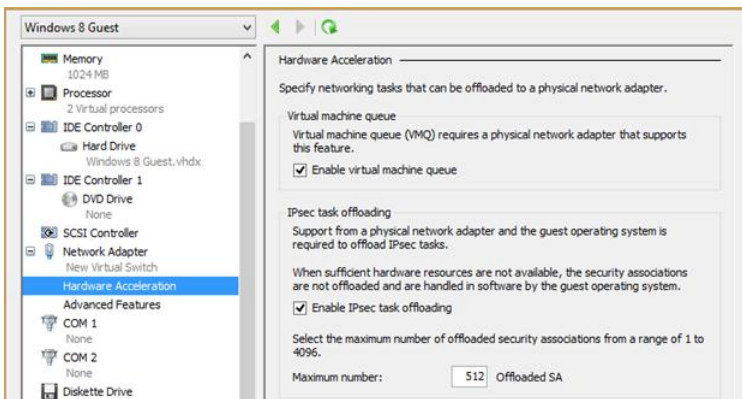 Windows 8 Guest
Memory
1024 MB
Processor
2 Virtual processors
IDE Controller 0
Hard Drive
Windows 8 Guest.vhdx
IDE Controller 1
DVD Drive
None
SCSI Controller
Network Adapter
New Virtual Switch
Hardware Acceleration
Advanced Features
COM 1
None
COM 2
None
Diskette Drive
Hardware Acceleration
Specify networking tasks that can be offloaded to a physical network adapter.
Virtual machine queue
Virtual machine queue (VMQ) requires a physical network adapter that supports
this feature.
Enable virtual machine queue
IPsec task offloading
Support from a physical network adapter and the guest operating system is
required to offload IPsec tasks.
When sufficient hardware resources are not available, the security associations
are not offloaded and are handled in software by the guest operating system.
Enable IPsec task offloading
Select the maximum number of offloaded security associations from a range of 1 to
4096.
Maximum number: 512 Offloaded SA